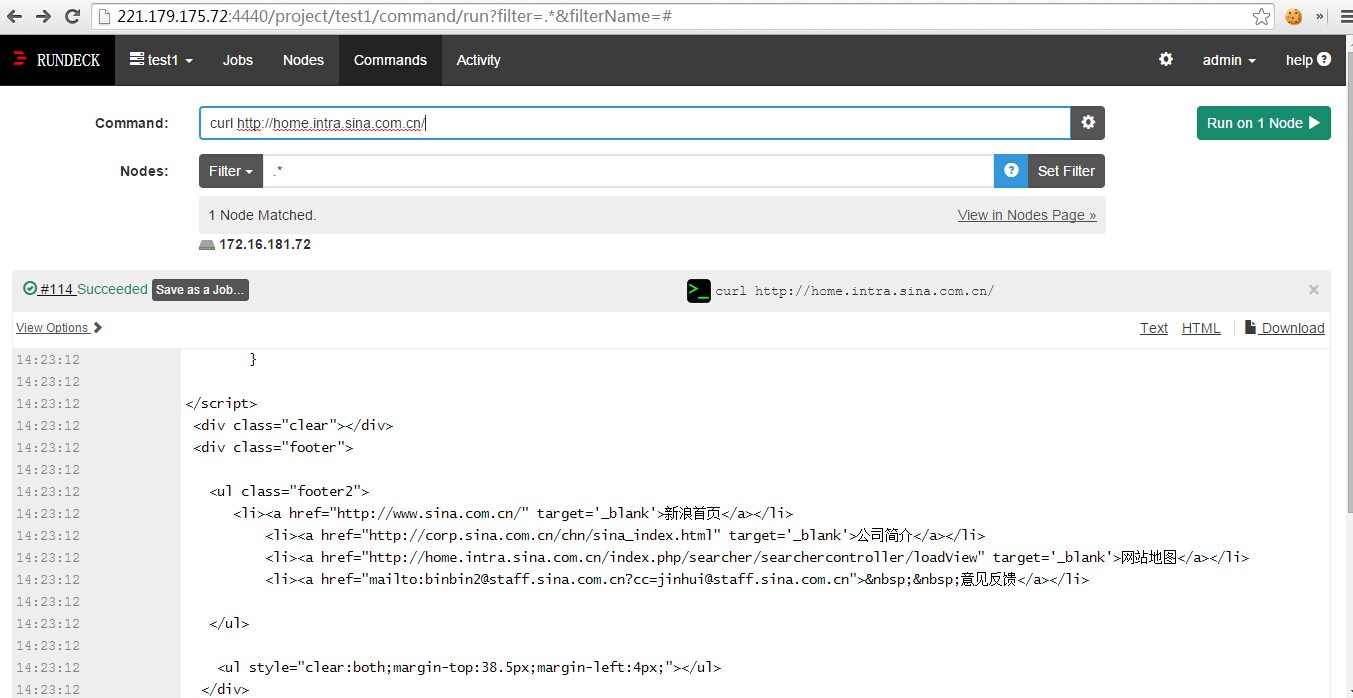 221.179.175.72:4440/project/test1/command/run?filter=.*&filterName=#
RUNDECK test1 Jobs Nodes Commands Activity admin help
Command: curl http://home.intra.sina.com.cn/ Run on 1 Node
Nodes: Filter .* Set Filter
1 Node Matched. View in Nodes Page »
172.16.181.72
#114 Succeeded Save as a Job... curl http://home.intra.sina.com.cn/ ×
View Options Text HTML Download
14:23:12 }
14:23:12
14:23:12 </script>
14:23:12 <div class="clear"></div>
14:23:12 <div class="footer">
14:23:12
14:23:12 <ul class="footer2">
14:23:12 <li><a href="http://www.sina.com.cn/" target='_blank'>新浪首页</a></li>
14:23:12 <li><a href="http://corp.sina.com.cn/chn/sina_index.html" target='_blank'>公司简介</a></li>
14:23:12 <li><a href="http://home.intra.sina.com.cn/index.php/searcher/searchercontroller/loadView" target='_blank'>网站地图</a></li>
14:23:12 <li><a href="mailto:binbin2@staff.sina.com.cn?cc=jinhui@staff.sina.com.cn">&nbsp;&nbsp;意见反馈</a></li>
14:23:12
14:23:12 </ul>
14:23:12
14:23:12 <ul style="clear:both;margin-top:38.5px;margin-left:4px;"></ul>
14:23:12 </div>